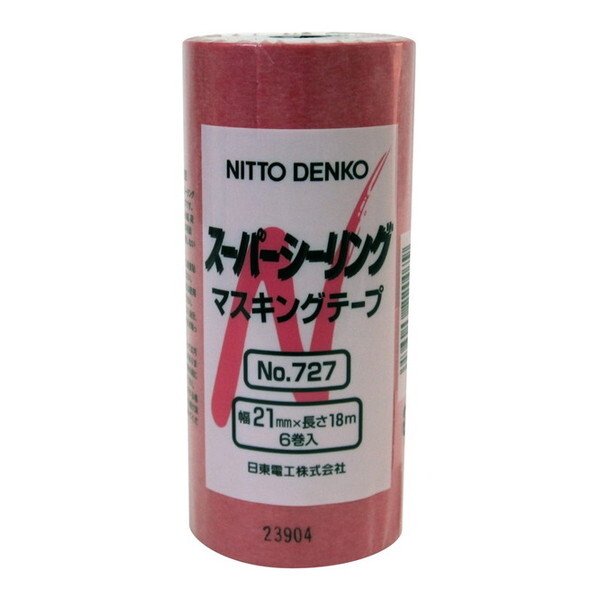 NITTO DENKO
スーパーシーリング
マスキングテープ
No.727
幅21mm×長さ18m
6巻入
日東電工株式会社
23904